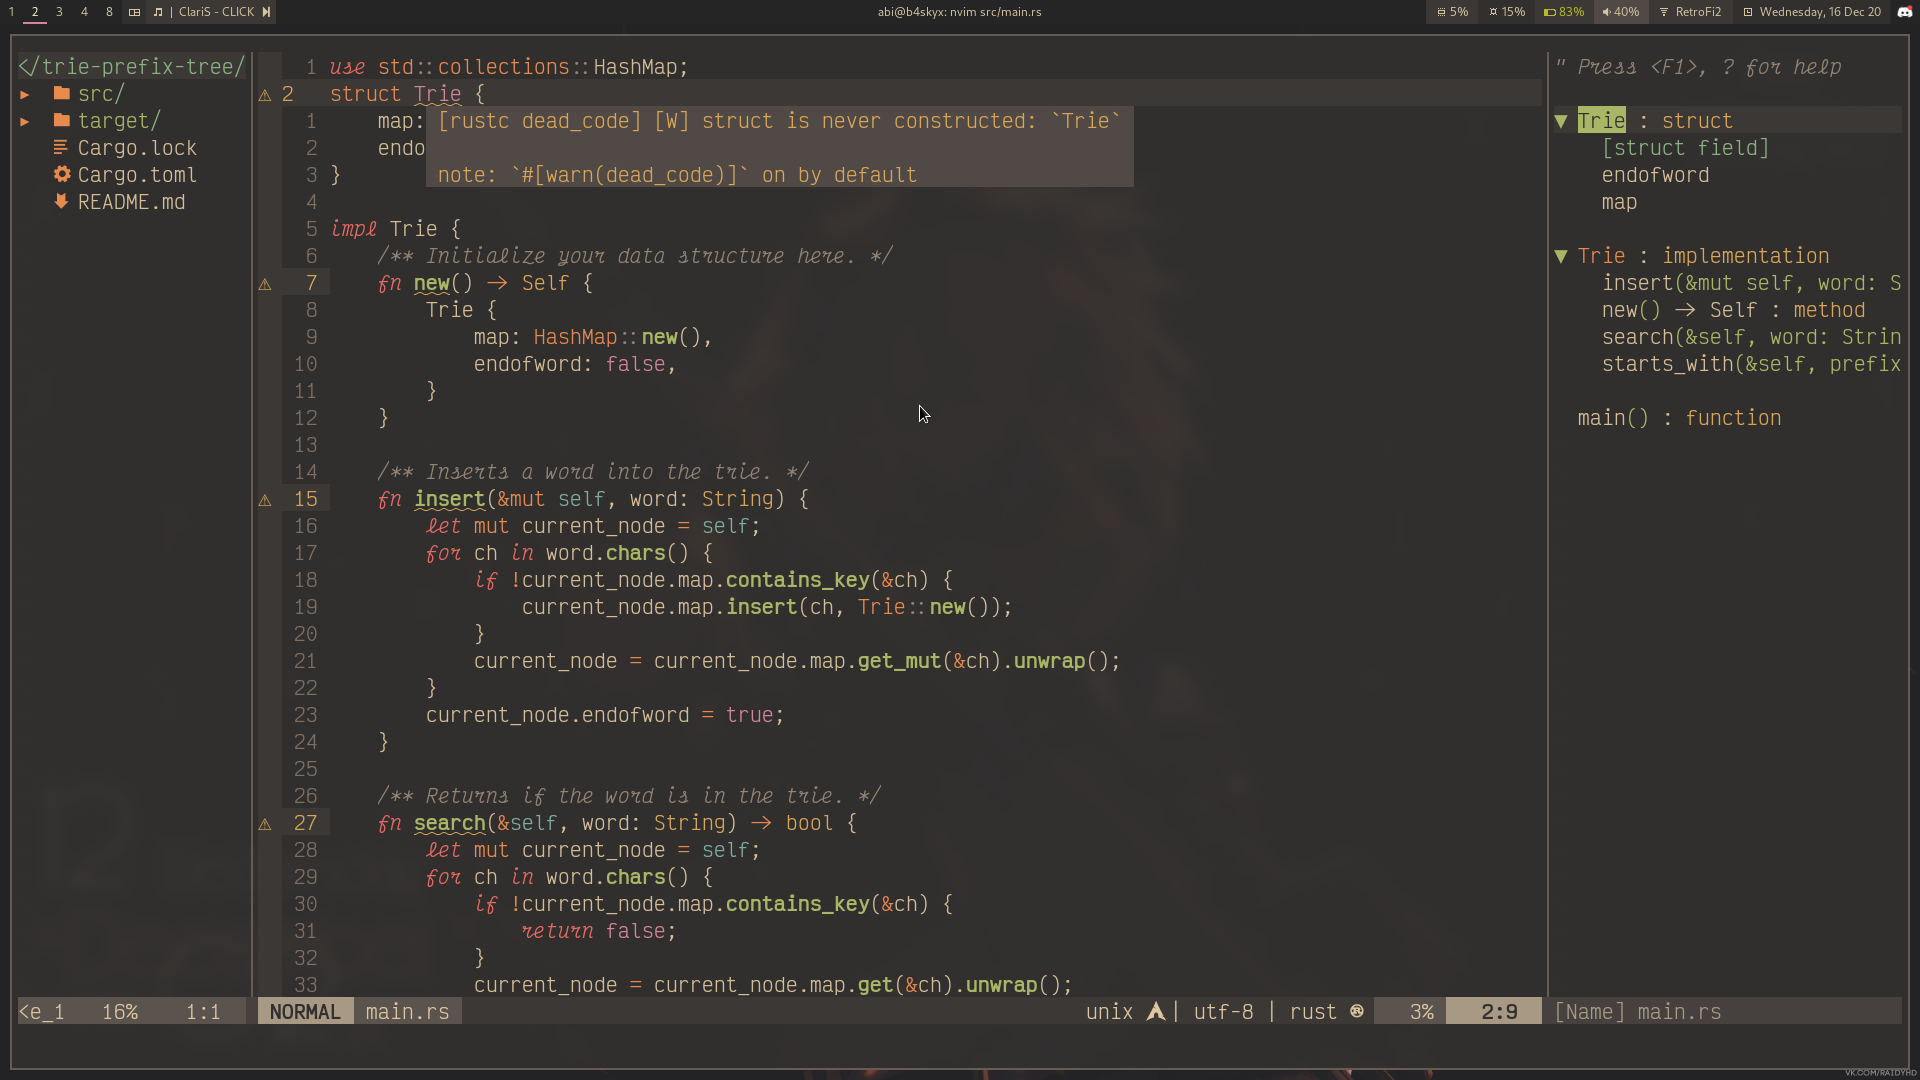 1 2 3 4 8 | ClariS - CLICK
abi@b4skyx: nvim src/main.rs
5% 15% 83% 40% RetroFi2 Wednesday, 16 Dec 20
</trie-prefix-tree/
▸ src/
▸ target/
Cargo.lock
Cargo.toml
README.md
1 use std::collections::HashMap;
⚠ 2 struct Trie {
1 map: [rustc dead_code] [W] struct is never constructed: `Trie`
2 endo
3 } note: `#[warn(dead_code)]` on by default
4
5 impl Trie {
6 /** Initialize your data structure here. */
⚠ 7 fn new() -> Self {
8 Trie {
9 map: HashMap::new(),
10 endofword: false,
11 }
12 }
13
14 /** Inserts a word into the trie. */
⚠ 15 fn insert(&mut self, word: String) {
16 let mut current_node = self;
17 for ch in word.chars() {
18 if !current_node.map.contains_key(&ch) {
19 current_node.map.insert(ch, Trie::new());
20 }
21 current_node = current_node.map.get_mut(&ch).unwrap();
22 }
23 current_node.endofword = true;
24 }
25
26 /** Returns if the word is in the trie. */
⚠ 27 fn search(&self, word: String) -> bool {
28 let mut current_node = self;
29 for ch in word.chars() {
30 if !current_node.map.contains_key(&ch) {
31 return false;
32 }
33 current_node = current_node.map.get(&ch).unwrap();
" Press <F1>, ? for help
▼ Trie : struct
[struct field]
endofword
map
▼ Trie : implementation
insert(&mut self, word: S
new() -> Self : method
search(&self, word: Strin
starts_with(&self, prefix
main() : function
<e_1 16% 1:1
NORMAL main.rs
unix | utf-8 | rust 3% 2:9
[Name] main.rs
VK.COM/RAIDYHD